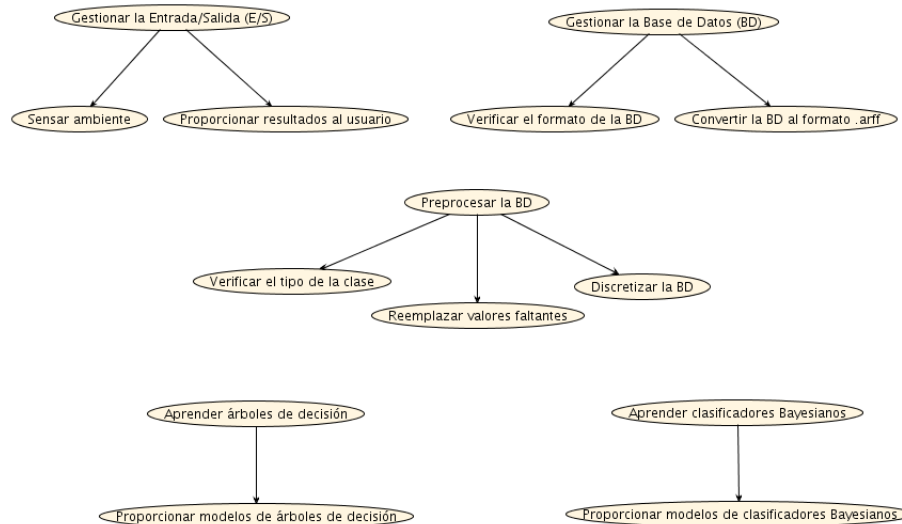 Gestionar la Entrada/Salida (E/S)
Gestionar la Base de Datos (BD)
Sensar ambiente
Proporcionar resultados al usuario
Verificar el formato de la BD
Convertir la BD al formato .arff
Preprocesar la BD
Verificar el tipo de la clase
Discretizar la BD
Reemplazar valores faltantes
Aprender árboles de decisión
Aprender clasificadores Bayesianos
Proporcionar modelos de árboles de decisión
Proporcionar modelos de clasificadores Bayesianos